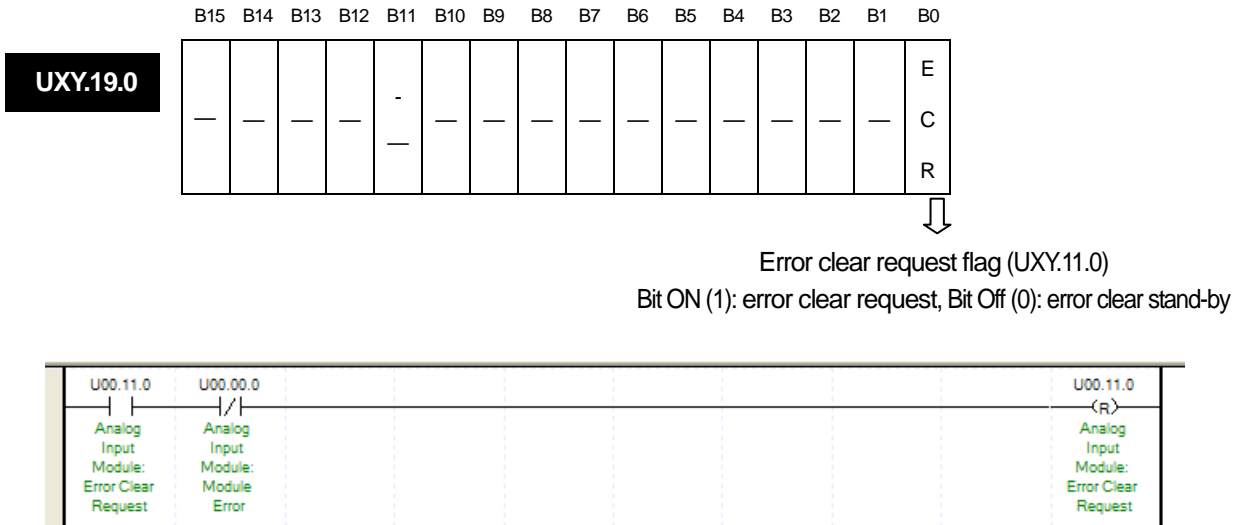 B15 B14 B13 B12 B11 B10 B9 B8 B7 B6 B5 B4 B3 B2 B1 B0
UXY.19.0
— — — — - — — — — — — — — — — — E C R
Error clear request flag (UXY.11.0)
Bit ON (1): error clear request, Bit Off (0): error clear stand-by
U00.11.0 U00.00.0 U00.11.0
(R)
Analog Analog Analog
Input Input Input
Module: Module: Module:
Error Clear Module Error Clear
Request Error Request